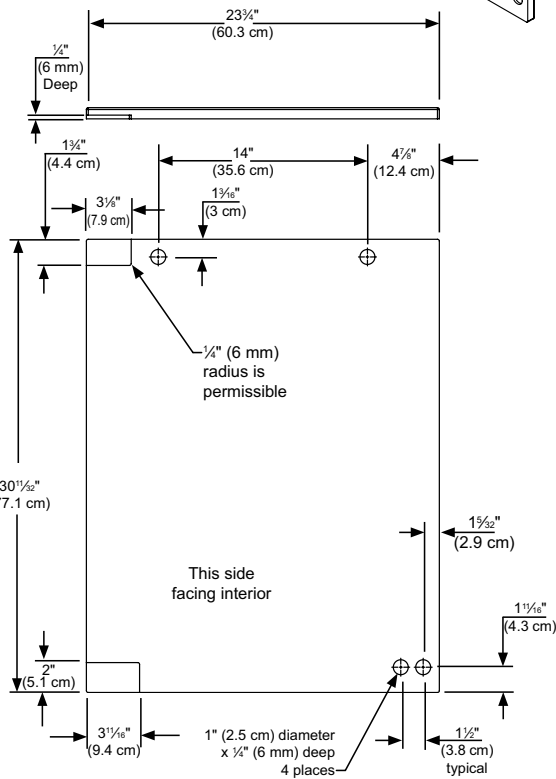 23¾"
(60.3 cm)
¼"
(6 mm)
Deep
1¾"
(4.4 cm)
14"
(35.6 cm)
4⅞"
(12.4 cm)
3⅛"
(7.9 cm)
1³⁄₁₆"
(3 cm)
¼" (6 mm)
radius is
permissible
30¹¹⁄₃₂"
7.1 cm)
1⁵⁄₃₂"
(2.9 cm)
This side
facing interior
1¹¹⁄₁₆"
(4.3 cm)
2"
(5.1 cm)
3¹¹⁄₁₆"
(9.4 cm)
1" (2.5 cm) diameter
x ¼" (6 mm) deep
4 places
1½"
(3.8 cm)
typical